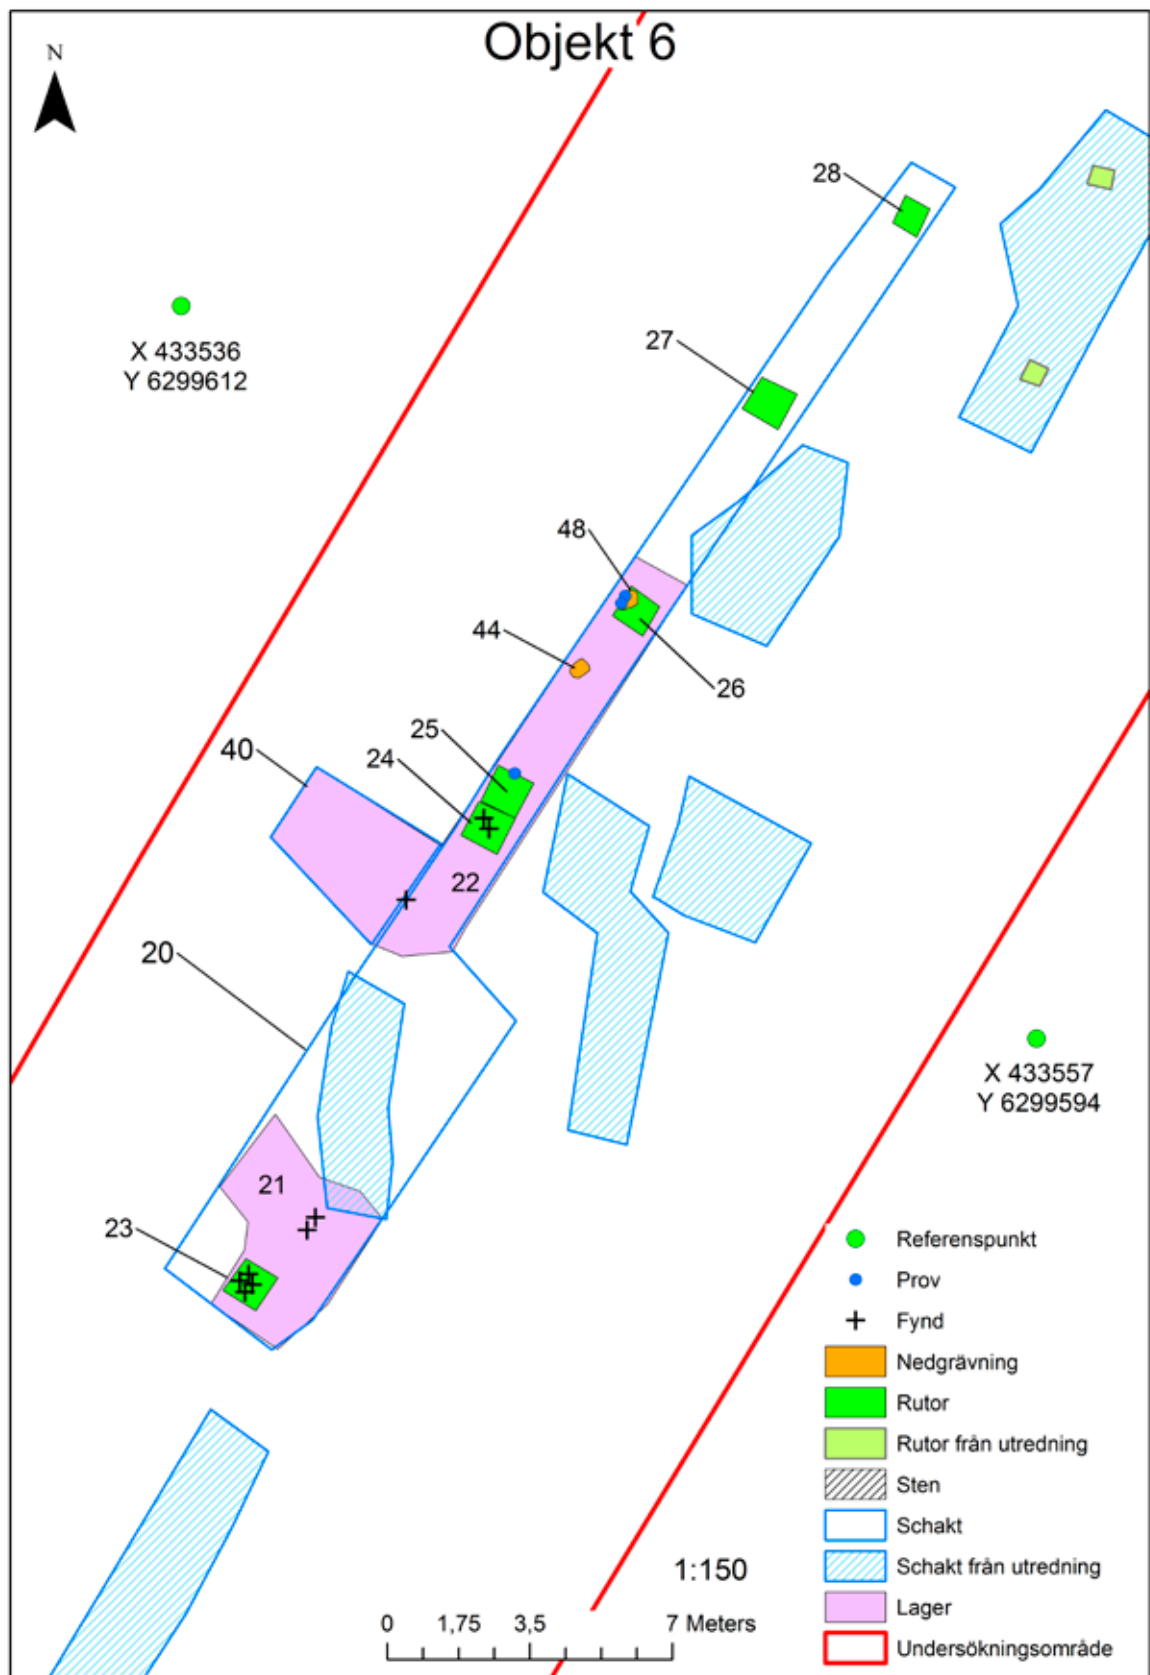 Objekt 6
N
28
X 433536
Y 6299612
27
48
44
26
25
40
24
22
20
X 433557
Y 6299594
21
23
Referenspunkt
Prov
Fynd
Nedgrävning
Rutor
Rutor från utredning
Sten
Schakt
Schakt från utredning
Lager
Undersökningsområde
1:150
0 1,75 3,5 7 Meters